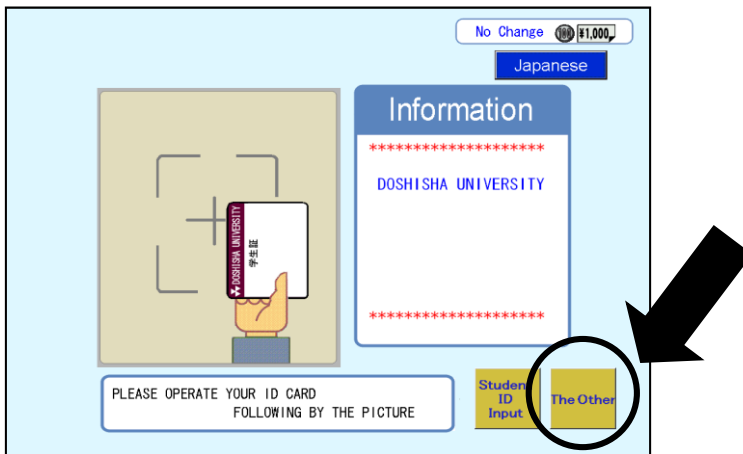 No Change 100 ¥1,000
Japanese
Information
********************
DOSHISHA UNIVERSITY
********************
DOSHISHA UNIVERSITY
学生証
PLEASE OPERATE YOUR ID CARD
FOLLOWING BY THE PICTURE
Student
ID
Input
The Other